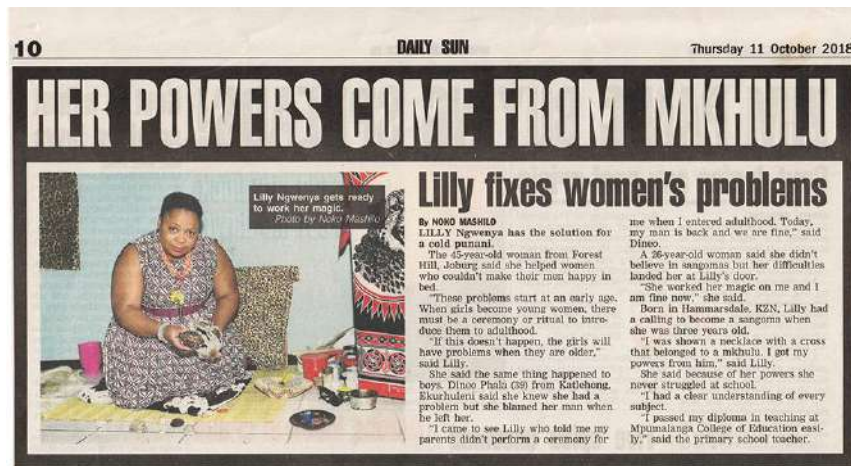 10
DAILY SUN
Thursday 11 October 2018
HER POWERS COME FROM MKHULU
Lilly Ngwenya gets ready
to work her magic.
Photo by Noko Mashilo
Lilly fixes women's problems
By NOKO MASHILO
LILLY Ngwenya has the solution for
a cold punani.
The 45-year-old woman from Forest
Hill, Joburg said she helped women
who couldn't make their men happy in
bed.
"These problems start at an early age.
When girls become young women, there
must be a ceremony or ritual to intro-
duce them to adulthood.
"If this doesn't happen, the girls will
have problems when they are older,"
said Lilly.
She said the same thing happened to
boys. Dineo Phala (39) from Katlehong,
Ekurhuleni said she knew she had a
problem but she blamed her man when
he left her.
"I came to see Lilly who told me my
parents didn't perform a ceremony for
me when I entered adulthood. Today,
my man is back and we are fine," said
Dineo.
A 26-year-old woman said she didn't
believe in sangomas but her difficulties
landed her at Lilly's door.
"She worked her magic on me and I
am fine now," she said.
Born in Hammarsdale, KZN, Lilly had
a calling to become a sangoma when
she was three years old.
"I was shown a necklace with a cross
that belonged to a mkhulu. I got my
powers from him," said Lilly.
She said because of her powers she
never struggled at school.
"I had a clear understanding of every
subject.
"I passed my diploma in teaching at
Mpumalanga College of Education easi-
ly," said the primary school teacher.